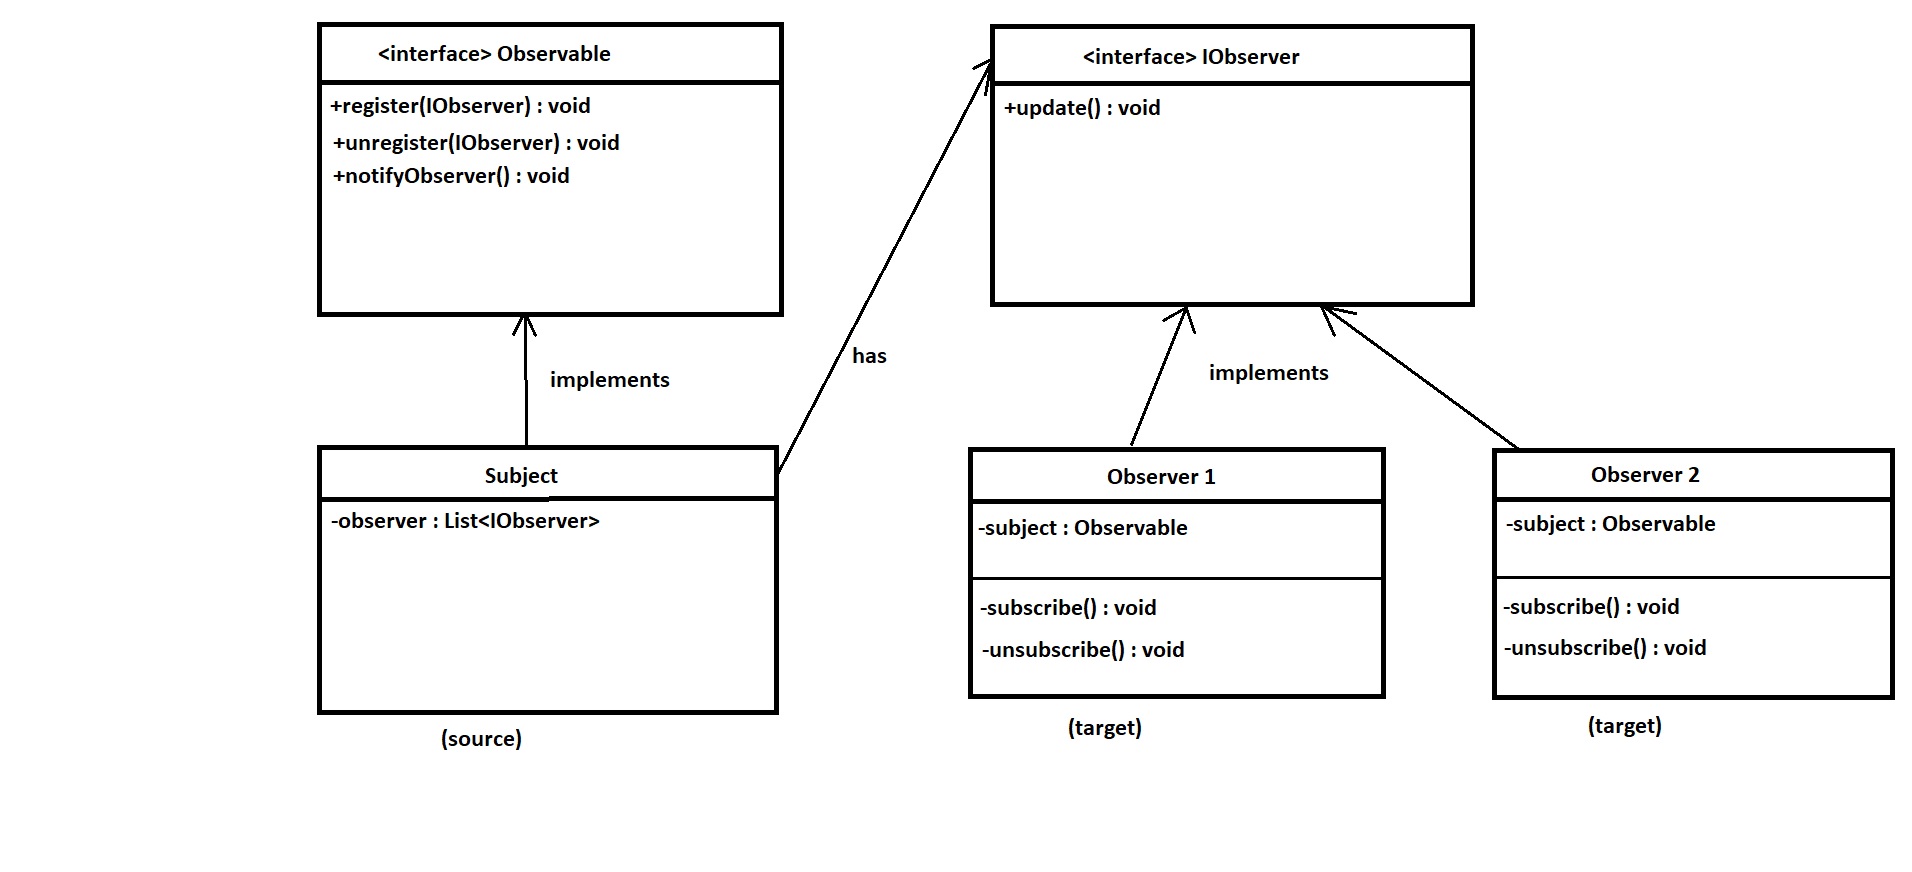 <interface> Observable
+register(IObserver) : void
+unregister(IObserver) : void
+notifyObserver() : void
<interface> IObserver
+update() : void
has
implements
implements
Subject
-observer : List<IObserver>
(source)
Observer 1
-subject : Observable
-subscribe() : void
-unsubscribe() : void
(target)
Observer 2
-subject : Observable
-subscribe() : void
-unsubscribe() : void
(target)